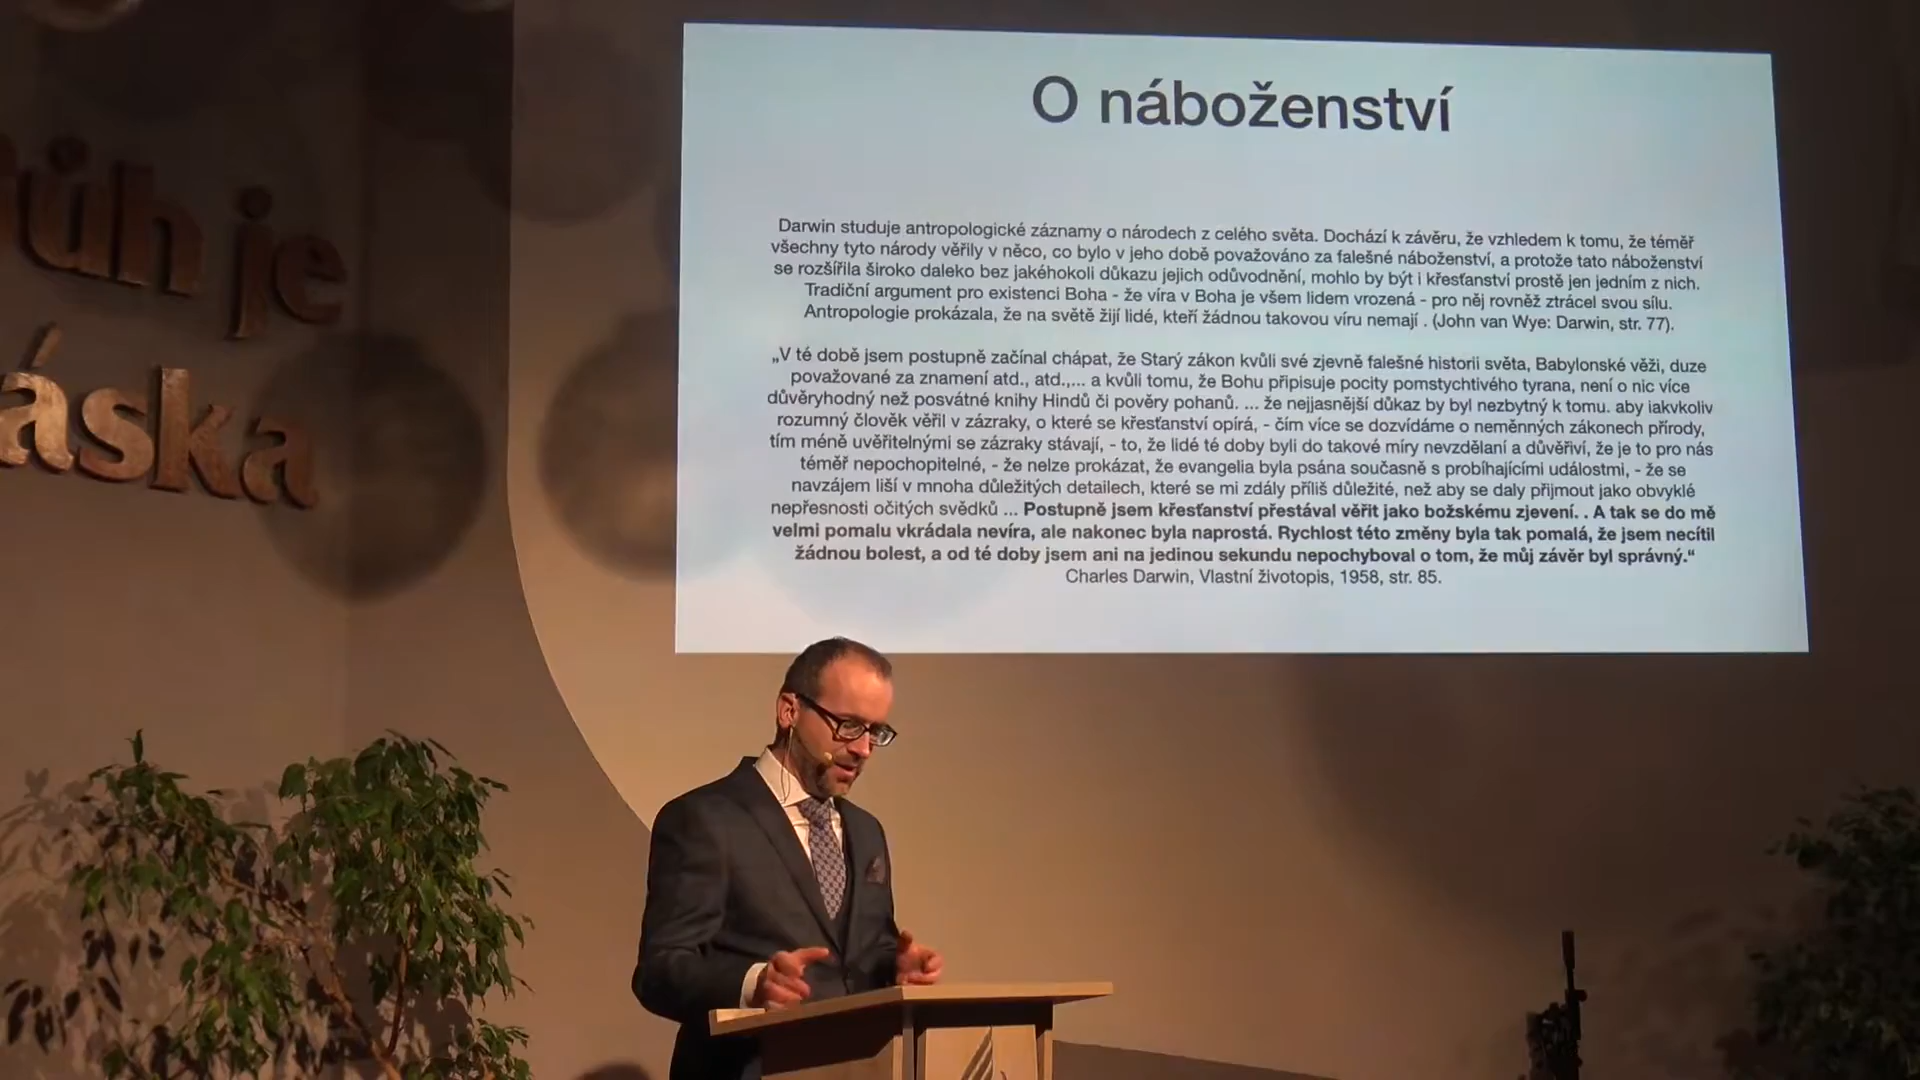 ůh je
áska
O náboženství
Darwin studuje antropologické záznamy o národech z celého světa. Dochází k závěru, že vzhledem k tomu, že téměř
všechny tyto národy věřily v něco, co bylo v jeho době považováno za falešné náboženství, a protože tato náboženství
se rozšířila široko daleko bez jakéhokoli důkazu jejich odůvodnění, mohlo by být i křesťanství prostě jen jedním z nich.
Tradiční argument pro existenci Boha - že víra v Boha je všem lidem vrozená - pro něj rovněž ztrácel svou sílu.
Antropologie prokázala, že na světě žijí lidé, kteří žádnou takovou víru nemají . (John van Wye: Darwin, str. 77).
„V té době jsem postupně začínal chápat, že Starý zákon kvůli své zjevně falešné historii světa, Babylonské věži, duze
považované za znamení atd., atd.,... a kvůli tomu, že Bohu připisuje pocity pomstychtivého tyrana, není o nic více
důvěryhodný než posvátné knihy Hindů či pověry pohanů. ... že nejjasnější důkaz by byl nezbytný k tomu. aby iakvkoliv
rozumný člověk věřil v zázraky, o které se křesťanství opírá, - čím více se dozvídáme o neměnných zákonech přírody,
tím méně uvěřitelnými se zázraky stávají, - to, že lidé té doby byli do takové míry nevzdělaní a důvěřiví, že je to pro nás
téměř nepochopitelné, - že nelze prokázat, že evangelia byla psána současně s probíhajícími událostmi, - že se
navzájem liší v mnoha důležitých detailech, které se mi zdály příliš důležité, než aby se daly přijmout jako obvyklé
nepřesnosti očitých svědků ... Postupně jsem křesťanství přestával věřit jako božskému zjevení. . A tak se do mě
velmi pomalu vkrádala nevíra, ale nakonec byla naprostá. Rychlost této změny byla tak pomalá, že jsem necítil
žádnou bolest, a od té doby jsem ani na jedinou sekundu nepochyboval o tom, že můj závěr byl správný.“
Charles Darwin, Vlastní životopis, 1958, str. 85.